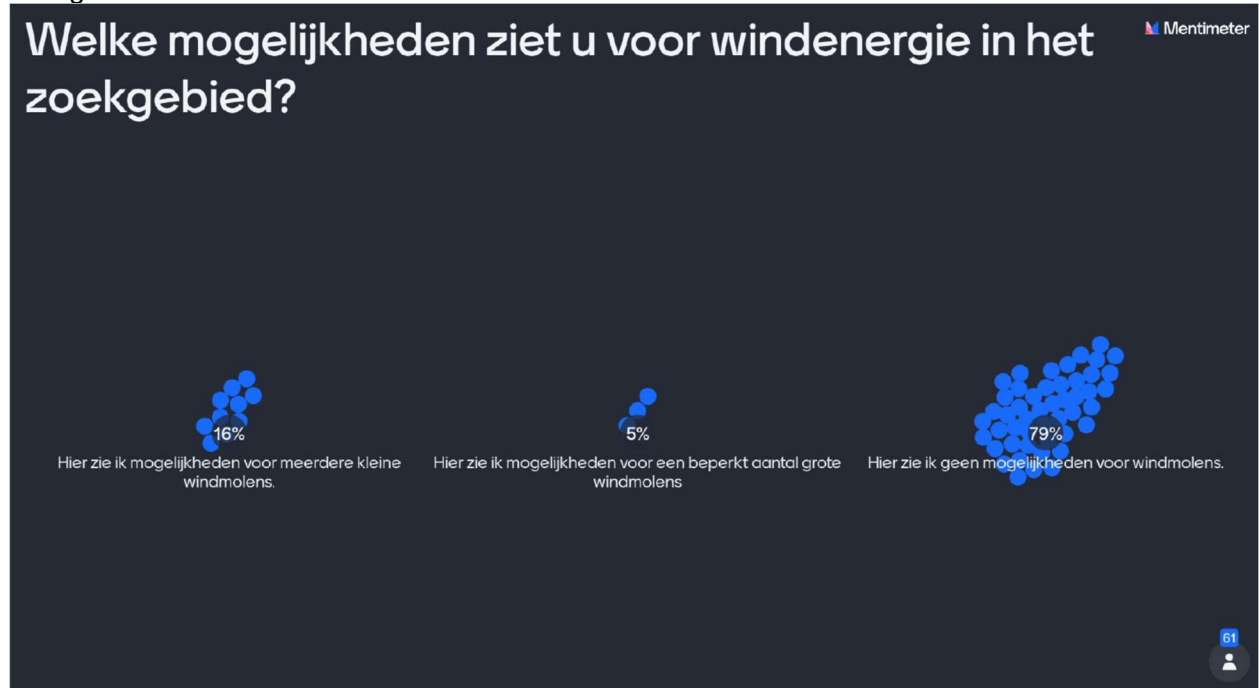 Welke mogelijkheden ziet u voor windenergie in het
zoekgebied?
Mentimeter
16%
Hier zie ik mogelijkheden voor meerdere kleine
windmolens.
5%
Hier zie ik mogelijkheden voor een beperkt aantal grote
windmolens
79%
Hier zie ik geen mogelijkheden voor windmolens.
61